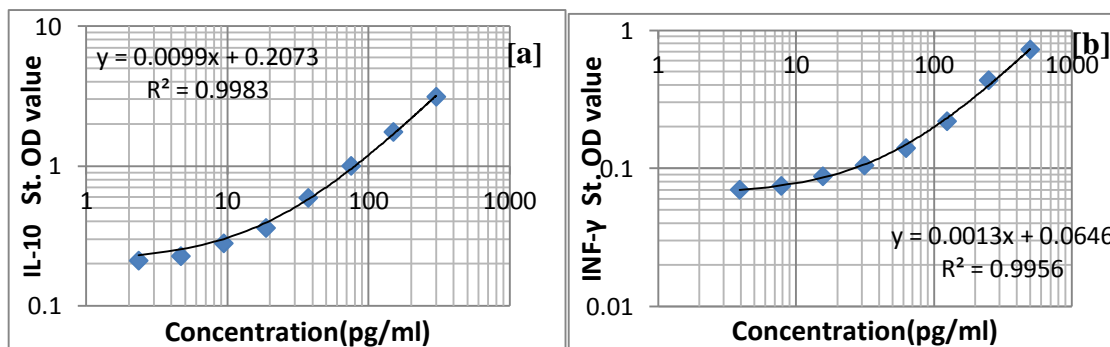 [a]
y = 0.0099x + 0.2073
R² = 0.9983
IL-10 St. OD value
10
1
0.1
1 10 100 1000
Concentration(pg/ml)
[b]
INF-γ St. OD value
1
0.1
0.01
1 10 100 1000
y = 0.0013x + 0.0646
R² = 0.9956
Concentration(pg/ml)